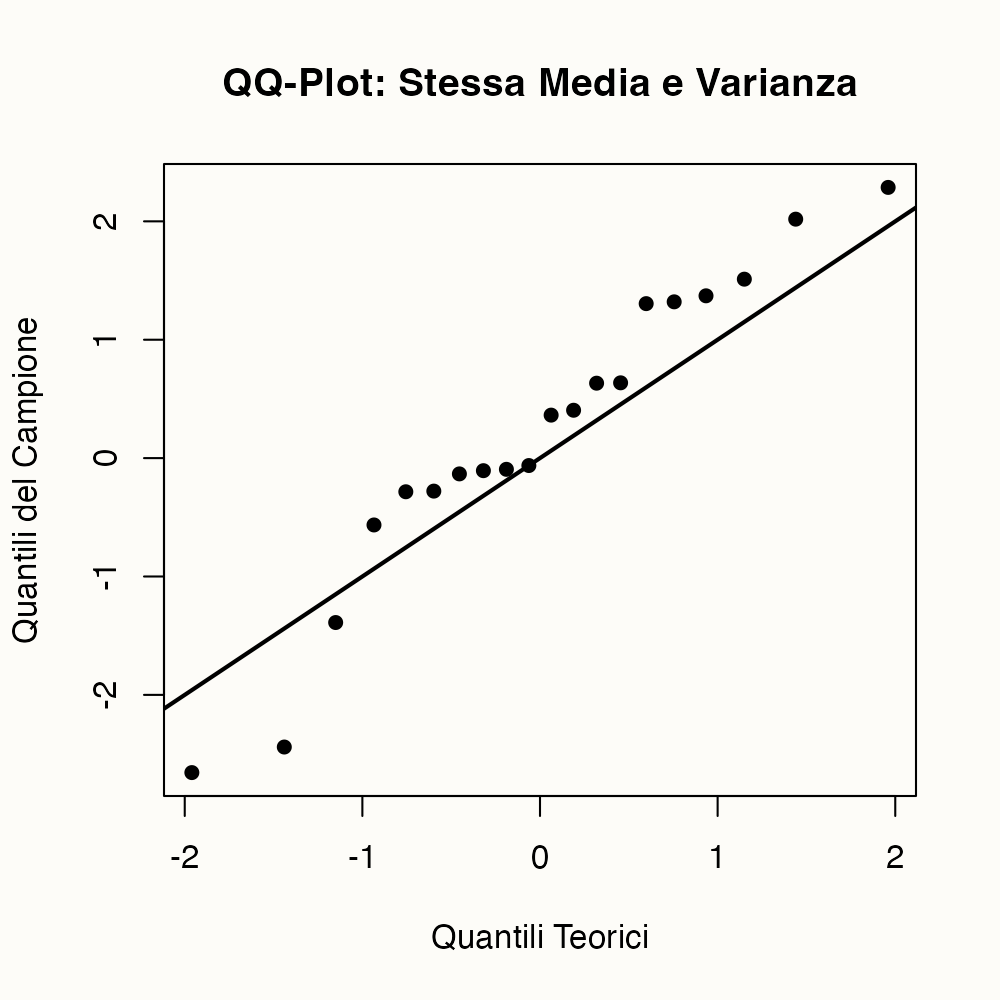 QQ-Plot: Stessa Media e Varianza
Quantili del Campione
2
1
0
-1
-2
-2 -1 0 1 2
Quantili Teorici